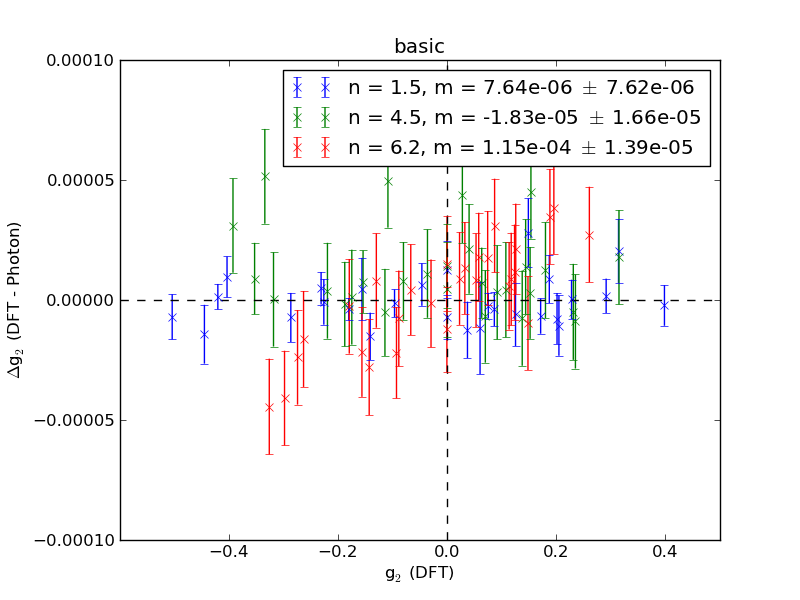 basic
0.00010
n = 1.5, m = 7.64e-06 ± 7.62e-06
n = 4.5, m = -1.83e-05 ± 1.66e-05
n = 6.2, m = 1.15e-04 ± 1.39e-05
0.00005
0.00000
−0.00005
−0.00010
Δg₂ (DFT - Photon)
−0.4 −0.2 0.0 0.2 0.4
g₂ (DFT)